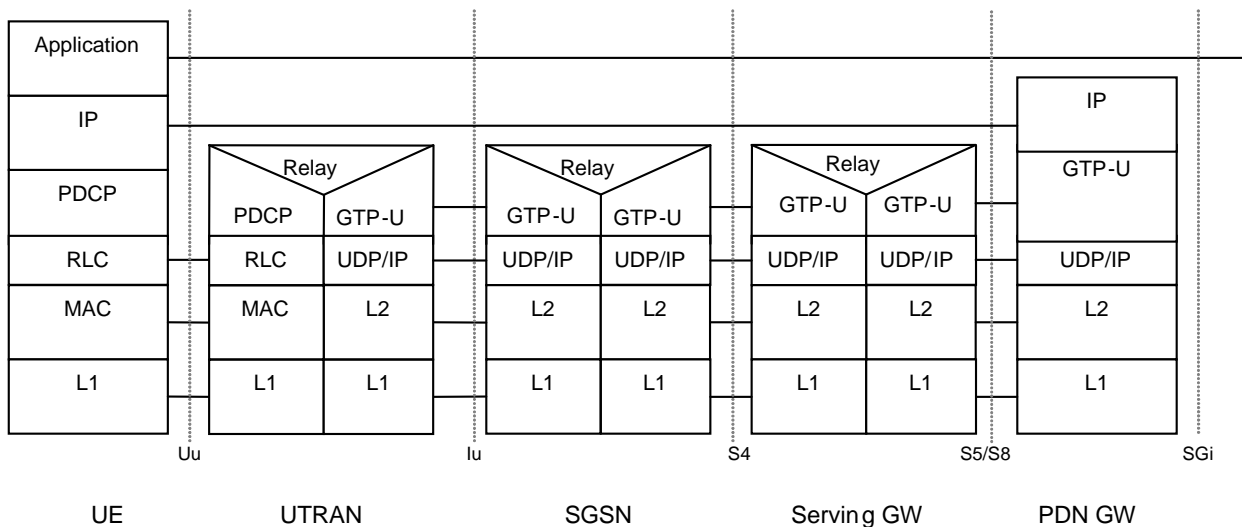 Application
IP
IP
Relay
Relay
Relay
GTP-U
PDCP
PDCP
GTP-U
GTP-U
GTP-U
GTP-U
GTP-U
RLC
RLC
UDP/IP
UDP/IP
UDP/IP
UDP/IP
UDP/IP
UDP/IP
MAC
MAC
L2
L2
L2
L2
L2
L2
L1
L1
L1
L1
L1
L1
L1
L1
Uu
Iu
S4
S5/S8
SGi
UE
UTRAN
SGSN
Serving GW
PDN GW